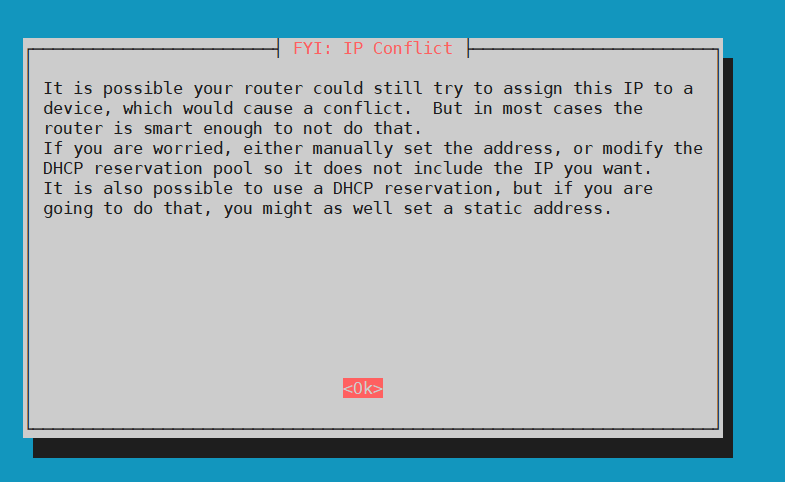 FYI: IP Conflict
It is possible your router could still try to assign this IP to a
device, which would cause a conflict.  But in most cases the
router is smart enough to not do that.
If you are worried, either manually set the address, or modify the
DHCP reservation pool so it does not include the IP you want.
It is also possible to use a DHCP reservation, but if you are
going to do that, you might as well set a static address.
<Ok>